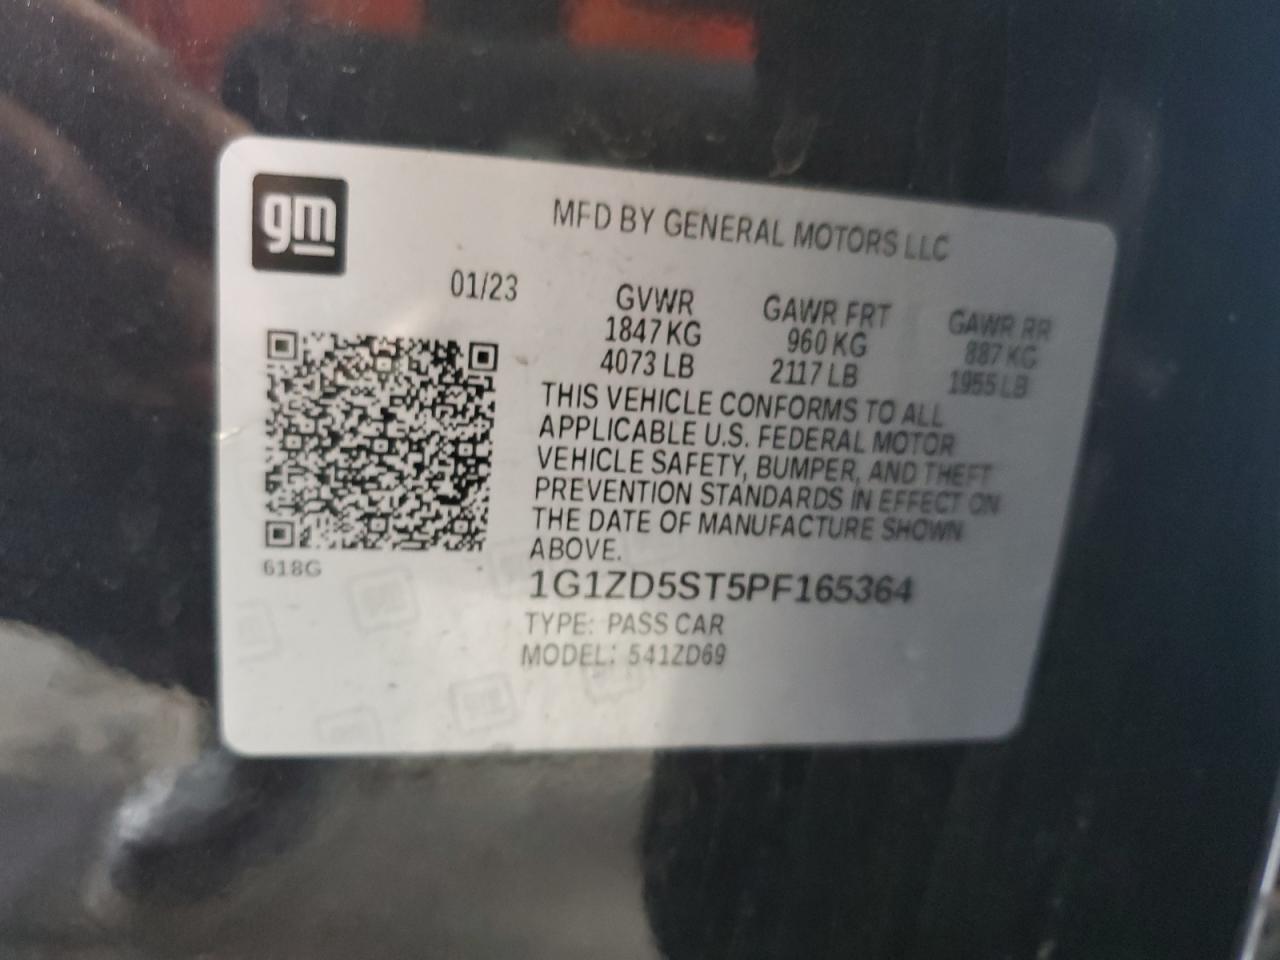 gm
MFD BY GENERAL MOTORS LLC
01/23
GVWR GAWR FRT GAWR RR
1847 KG 960 KG 887 KG
4073 LB 2117 LB 1955 LB
THIS VEHICLE CONFORMS TO ALL
APPLICABLE U.S. FEDERAL MOTOR
VEHICLE SAFETY, BUMPER, AND THEFT
PREVENTION STANDARDS IN EFFECT ON
THE DATE OF MANUFACTURE SHOWN
ABOVE.
618G
1G1ZD5ST5PF165364
TYPE: PASS CAR
MODEL: 541ZD69